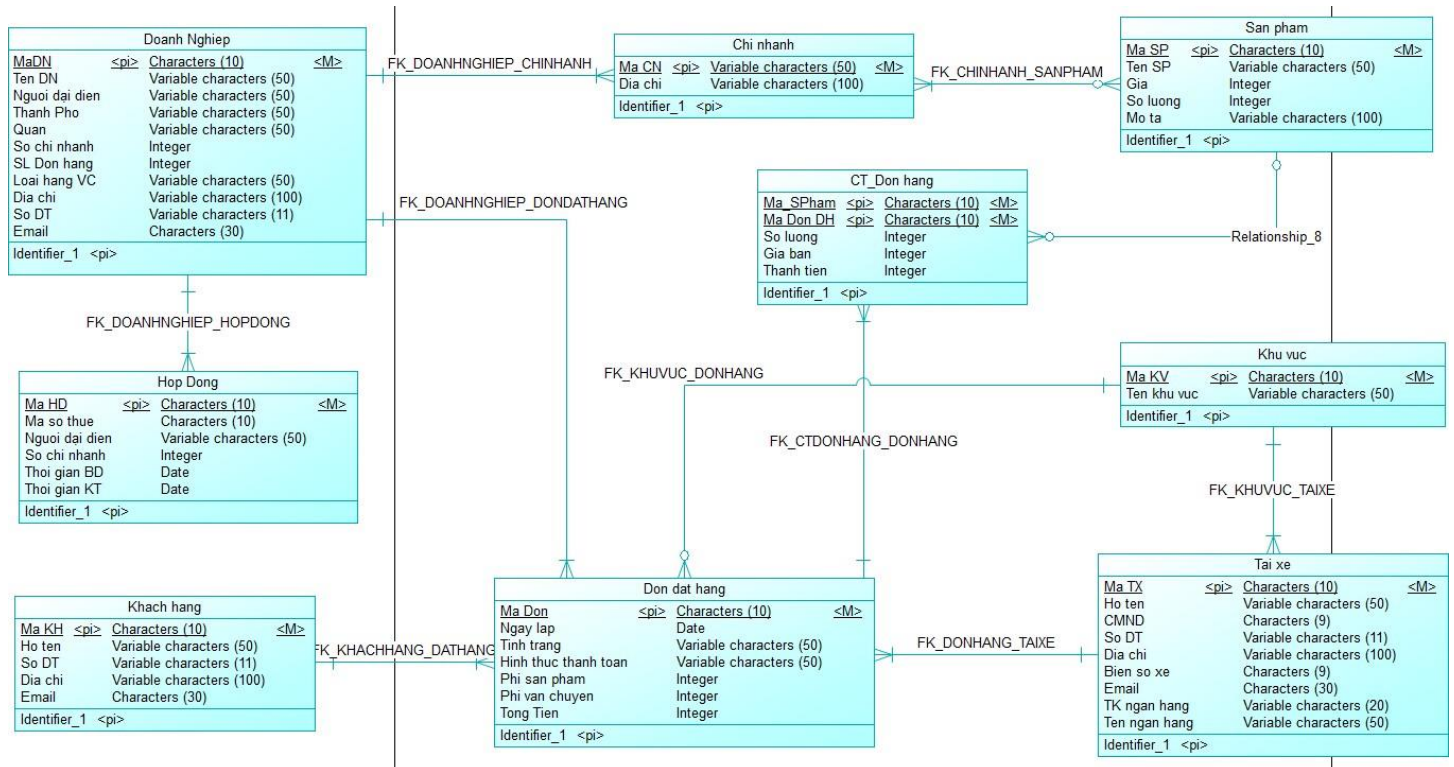 Doanh Nghiep
MaDN <pi> Characters (10) <M>
Ten DN Variable characters (50)
Nguoi dại dien Variable characters (50)
Thanh Pho Variable characters (50)
Quan Variable characters (50)
So chi nhanh Integer
SL Don hang Integer
Loai hang VC Variable characters (50)
Dia chi Variable characters (100)
So DT Variable characters (11)
Email Characters (30)
Identifier_1 <pi>
FK_DOANHNGHIEP_CHINHANH
Chi nhanh
Ma CN <pi> Variable characters (50) <M>
Dia chi Variable characters (100)
Identifier_1 <pi>
FK_CHINHANH_SANPHAM
San pham
Ma SP <pi> Characters (10) <M>
Ten SP Variable characters (50)
Gia Integer
So luong Integer
Mo ta Variable characters (100)
Identifier_1 <pi>
FK_DOANHNGHIEP_DONDATHANG
CT_Don hang
Ma_SPham <pi> Characters (10) <M>
Ma Don DH <pi> Characters (10) <M>
So luong Integer
Gia ban Integer
Thanh tien Integer
Identifier_1 <pi>
Relationship_8
FK_DOANHNGHIEP_HOPDONG
Hop Dong
Ma HD <pi> Characters (10) <M>
Ma so thue Characters (10)
Nguoi dại dien Variable characters (50)
So chi nhanh Integer
Thoi gian BD Date
Thoi gian KT Date
Identifier_1 <pi>
FK_KHUVUC_DONHANG
Khu vuc
Ma KV <pi> Characters (10) <M>
Ten khu vuc Variable characters (50)
Identifier_1 <pi>
FK_CTDONHANG_DONHANG
FK_KHUVUC_TAIXE
Khach hang
Ma KH <pi> Characters (10) <M>
Ho ten Variable characters (50)
So DT Variable characters (11)
Dia chi Variable characters (100)
Email Characters (30)
Identifier_1 <pi>
FK_KHACHHANG_DATHANG
Don dat hang
Ma Don <pi> Characters (10) <M>
Ngay lap Date
Tinh trang Variable characters (50)
Hinh thuc thanh toan Variable characters (50)
Phi san pham Integer
Phi van chuyen Integer
Tong Tien Integer
Identifier_1 <pi>
FK_DONHANG_TAIXE
Tai xe
Ma TX <pi> Characters (10) <M>
Ho ten Variable characters (50)
CMND Characters (9)
So DT Variable characters (11)
Dia chi Variable characters (100)
Bien so xe Characters (9)
Email Characters (30)
TK ngan hang Variable characters (20)
Ten ngan hang Variable characters (50)
Identifier_1 <pi>